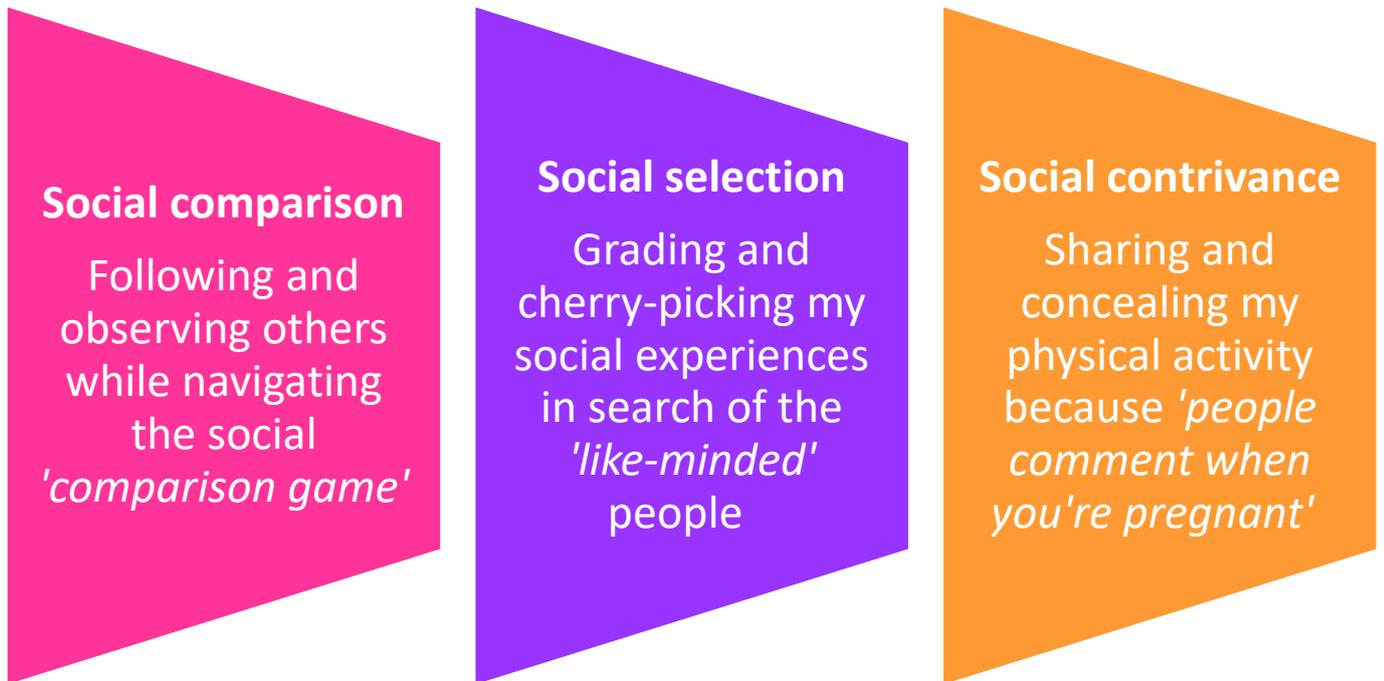 Social comparison
Following and
observing others
while navigating
the social
'comparison game'
Social selection
Grading and
cherry-picking my
social experiences
in search of the
'like-minded'
people
Social contrivance
Sharing and
concealing my
physical activity
because 'people
comment when
you're pregnant'